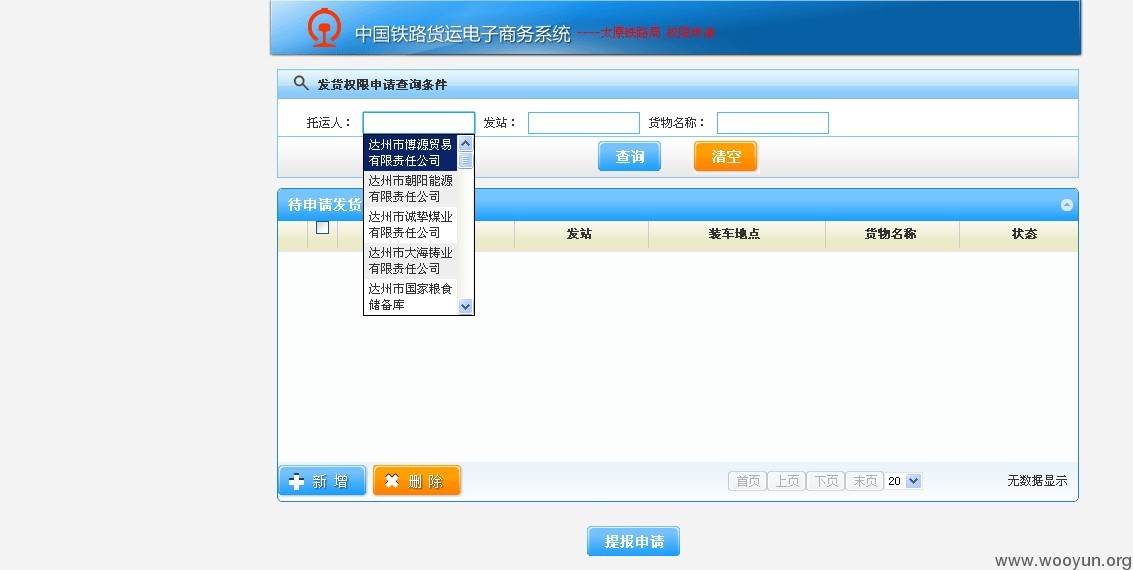 中国铁路货运电子商务系统 ----太原铁路局 权限申请
发货权限申请查询条件
托运人： 发站： 货物名称：
达州市博源贸易
有限责任公司
达州市朝阳能源
有限责任公司
达州市诚挚煤业
有限责任公司
达州市大海铸业
有限责任公司
达州市国家粮食
储备库
查询 清空
待申请发货
发站 装车地点 货物名称 状态
新 增 删 除 首页 上页 下页 末页 20 无数据显示
提报申请
www.wooyun.org